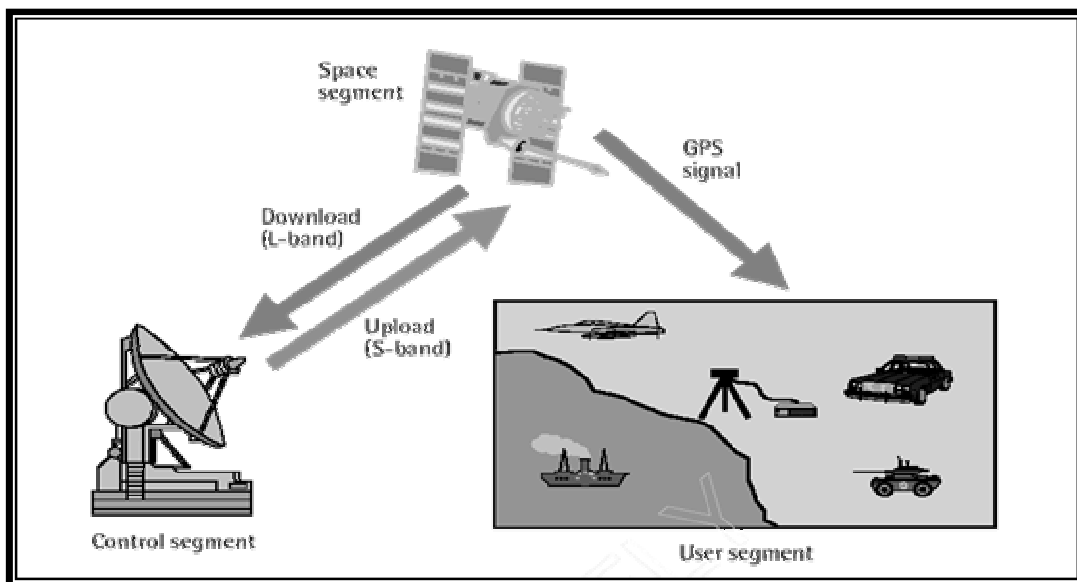 Space
segment
GPS
signal
Download
(L-band)
Upload
(S-band)
Control segment
User segment